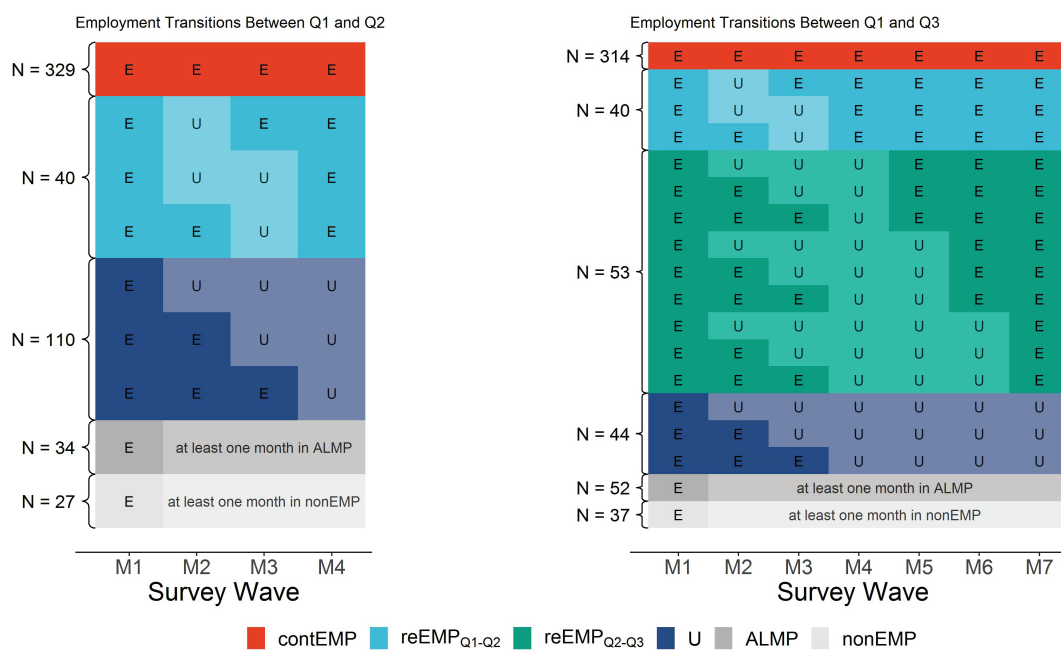 Employment Transitions Between Q1 and Q2
N = 329
E E E E
N = 40
E U E E
E U U E
E E U E
N = 110
E U U U
E E U U
E E E U
N = 34
E at least one month in ALMP
N = 27
E at least one month in nonEMP
M1 M2 M3 M4
Survey Wave
Employment Transitions Between Q1 and Q3
N = 314
E E E E E E E
N = 40
E U E E E E E
E U U E E E E
E E U E E E E
N = 53
E U U U E E E
E E U U E E E
E E E U E E E
E U U U U E E
E E U U U E E
E E E U U E E
E U U U U U E
E E U U U U E
E E E U U U E
N = 44
E U U U U U U
E E U U U U U
E E E U U U U
N = 52
E at least one month in ALMP
N = 37
E at least one month in nonEMP
M1 M2 M3 M4 M5 M6 M7
Survey Wave
contEMP reEMPQ1-Q2 reEMPQ2-Q3 U ALMP nonEMP